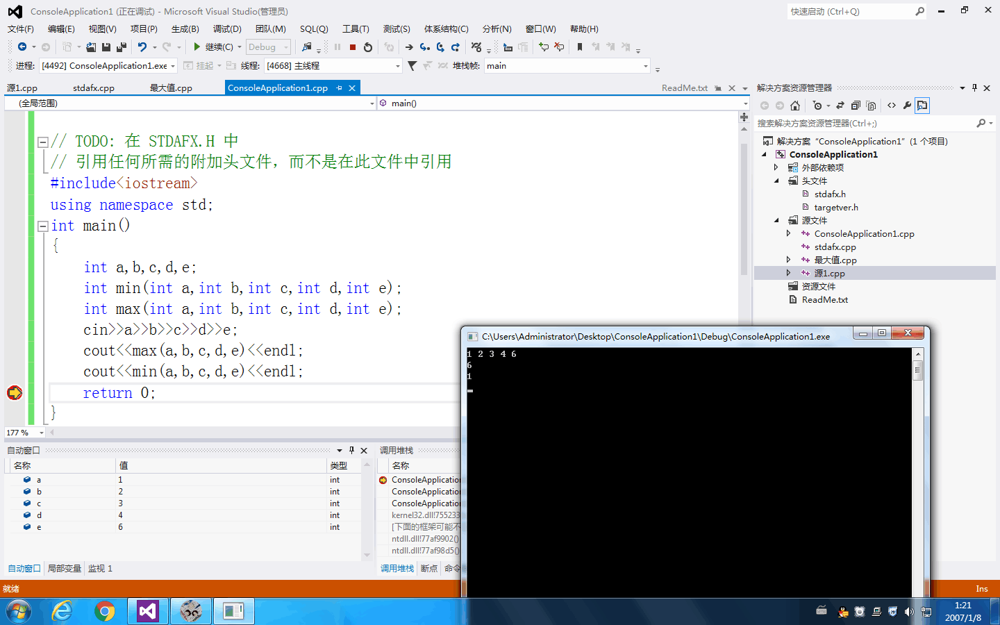 ConsoleApplication1 (正在调试) - Microsoft Visual Studio(管理员)
快速启动 (Ctrl+Q)
文件(F) 编辑(E) 视图(V) 项目(P) 生成(B) 调试(D) 团队(M) SQL(Q) 工具(T) 测试(S) 体系结构(C) 分析(N) 窗口(W) 帮助(H)
继续(C) Debug
进程: [4492] ConsoleApplication1.exe 挂起 线程: [4668] 主线程 堆栈帧: main
源1.cpp stdafx.cpp 最大值.cpp ConsoleApplication1.cpp ReadMe.txt
(全局范围) main()
// TODO: 在 STDAFX.H 中
// 引用任何所需的附加头文件，而不是在此文件中引用
#include<iostream>
using namespace std;
int main()
{
int a,b,c,d,e;
int min(int a,int b,int c,int d,int e);
int max(int a,int b,int c,int d,int e);
cin>>a>>b>>c>>d>>e;
cout<<max(a,b,c,d,e)<<endl;
cout<<min(a,b,c,d,e)<<endl;
return 0;
}
177 %
解决方案资源管理器
搜索解决方案资源管理器(Ctrl+;)
解决方案 “ConsoleApplication1” (1 个项目)
ConsoleApplication1
外部依赖项
头文件
stdafx.h
targetver.h
源文件
ConsoleApplication1.cpp
stdafx.cpp
最大值.cpp
源1.cpp
资源文件
ReadMe.txt
C:\Users\Administrator\Desktop\ConsoleApplication1\Debug\ConsoleApplication1.exe
1 2 3 4 6
6
1
自动窗口
名称 值 类型
a 1 int
b 2 int
c 3 int
d 4 int
e 6 int
自动窗口 局部变量 监视 1
调用堆栈
名称
ConsoleApplication
ConsoleApplication
ConsoleApplication
kernel32.dll!755233
[下面的框架可能不
ntdll.dll!77af9902()
ntdll.dll!77af98d5()
调用堆栈 断点 命令
就绪 Ins
1:21
2007/1/8